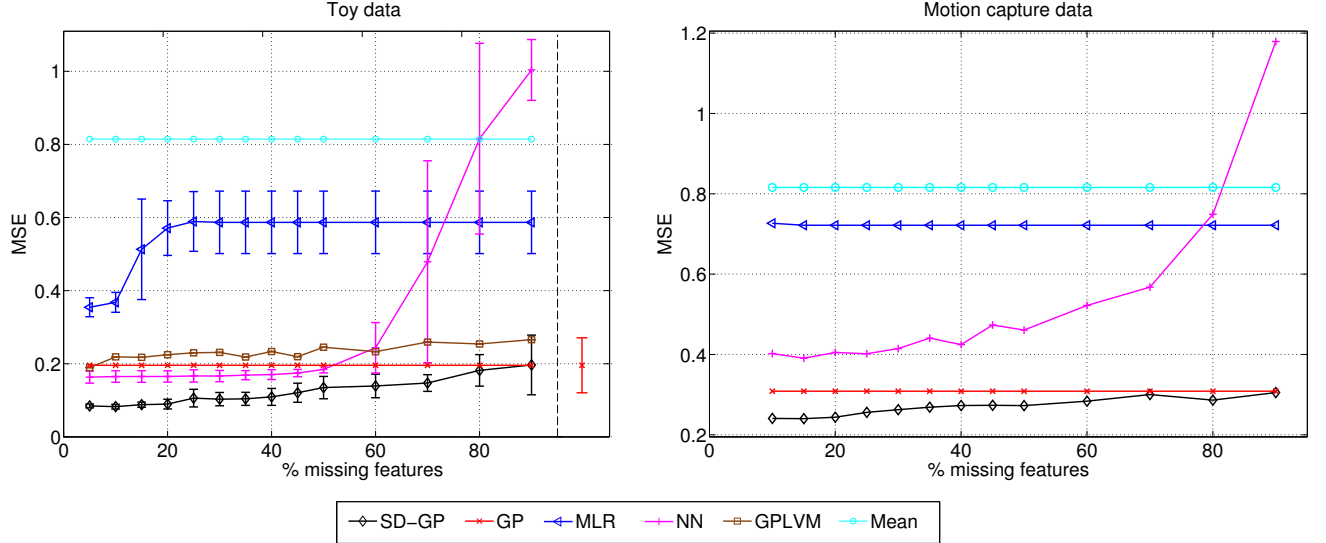 Toy data
MSE
1
0.8
0.6
0.4
0.2
0
0 20 40 60 80
% missing features
Motion capture data
MSE
1.2
1
0.8
0.6
0.4
0.2
0 20 40 60 80
% missing features
SD-GP GP MLR NN GPLVM Mean